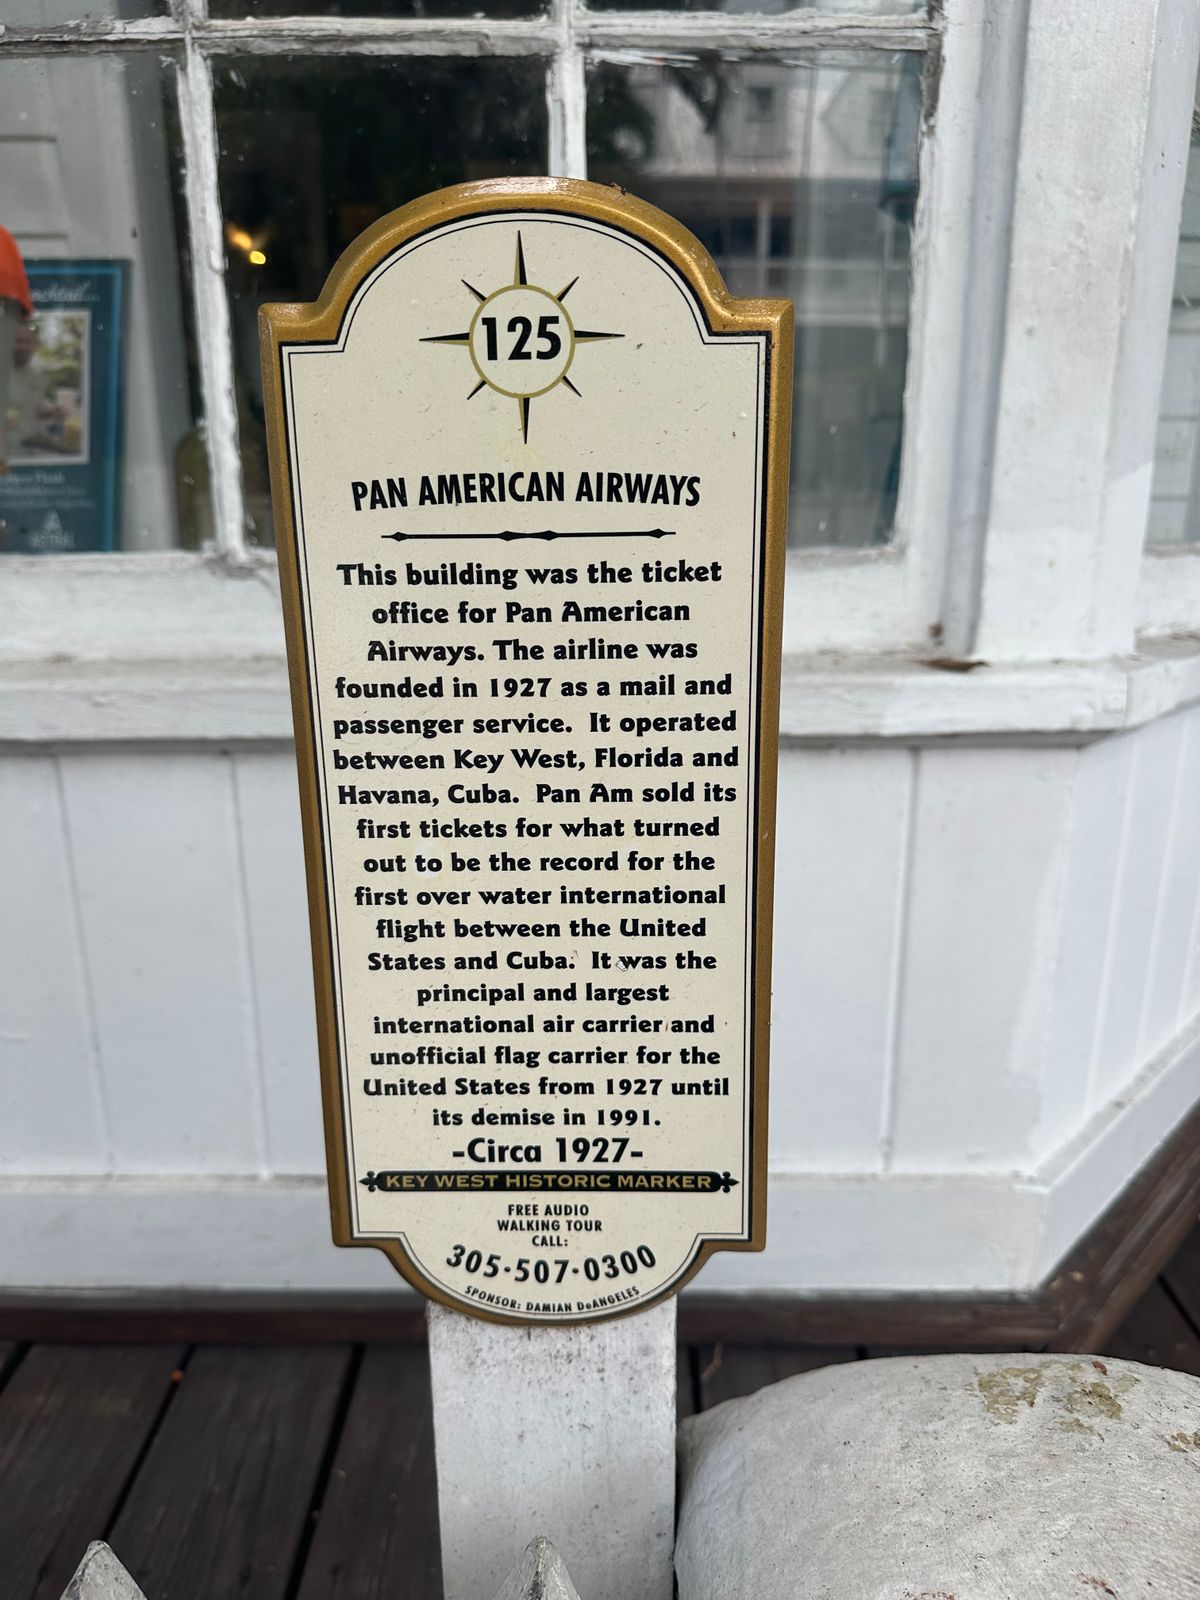 125
PAN AMERICAN AIRWAYS
This building was the ticket
office for Pan American
Airways. The airline was
founded in 1927 as a mail and
passenger service. It operated
between Key West, Florida and
Havana, Cuba. Pan Am sold its
first tickets for what turned
out to be the record for the
first over water international
flight between the United
States and Cuba. It was the
principal and largest
international air carrier and
unofficial flag carrier for the
United States from 1927 until
its demise in 1991.
-Circa 1927-
KEY WEST HISTORIC MARKER
FREE AUDIO
WALKING TOUR
CALL:
305-507-0300
SPONSOR: DAMIAN DeANGELES